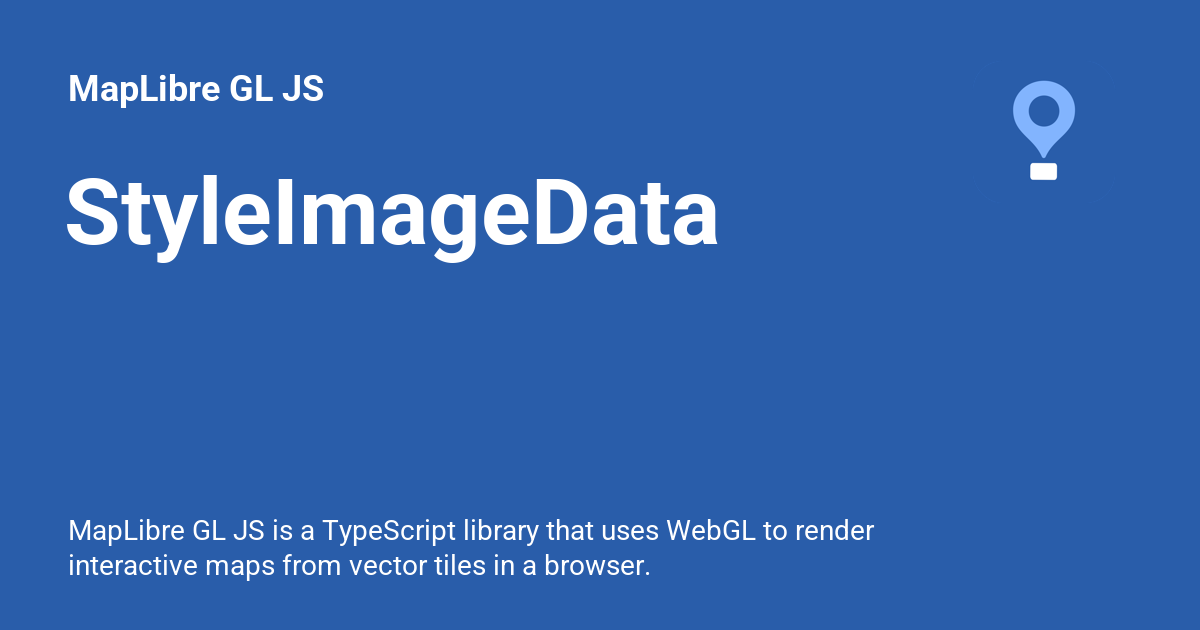 MapLibre GL JS
StyleImageData
MapLibre GL JS is a TypeScript library that uses WebGL to render
interactive maps from vector tiles in a browser.